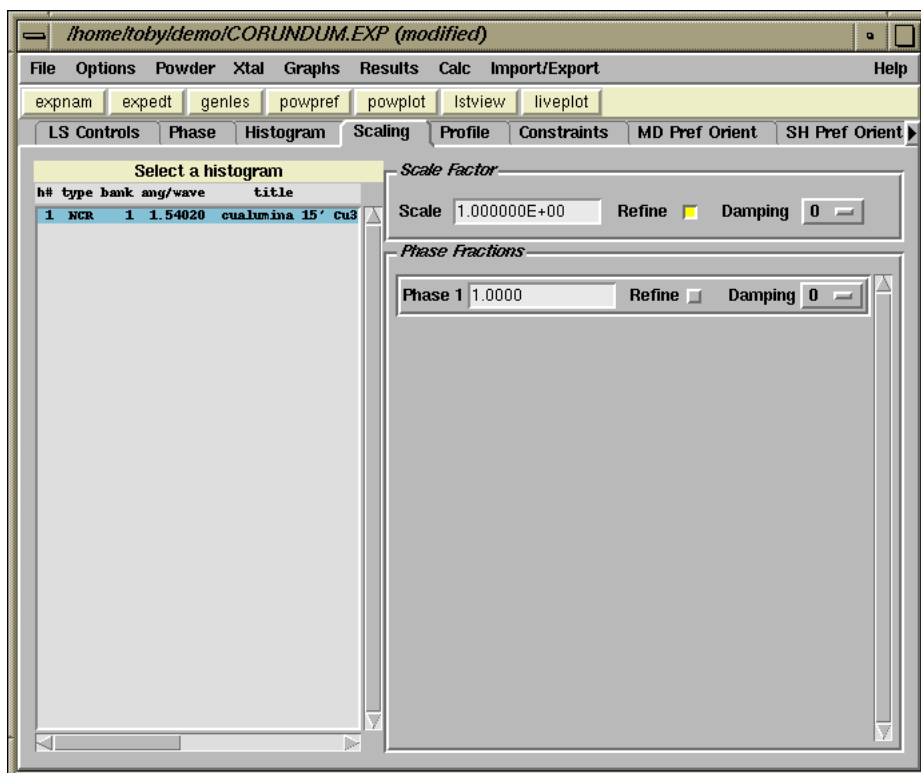 /home/toby/demo/CORUNDUM.EXP (modified)
File Options Powder Xtal Graphs Results Calc Import/Export Help
expnam expedt genles powpref powplot lstview liveplot
LS Controls Phase Histogram Scaling Profile Constraints MD Pref Orient SH Pref Orient
Select a histogram
h# type bank ang/wave title
1 NCR 1 1.54020 cualumina 15' Cu3
Scale Factor
Scale 1.000000E+00 Refine Damping 0
Phase Fractions
Phase 1 1.0000 Refine Damping 0